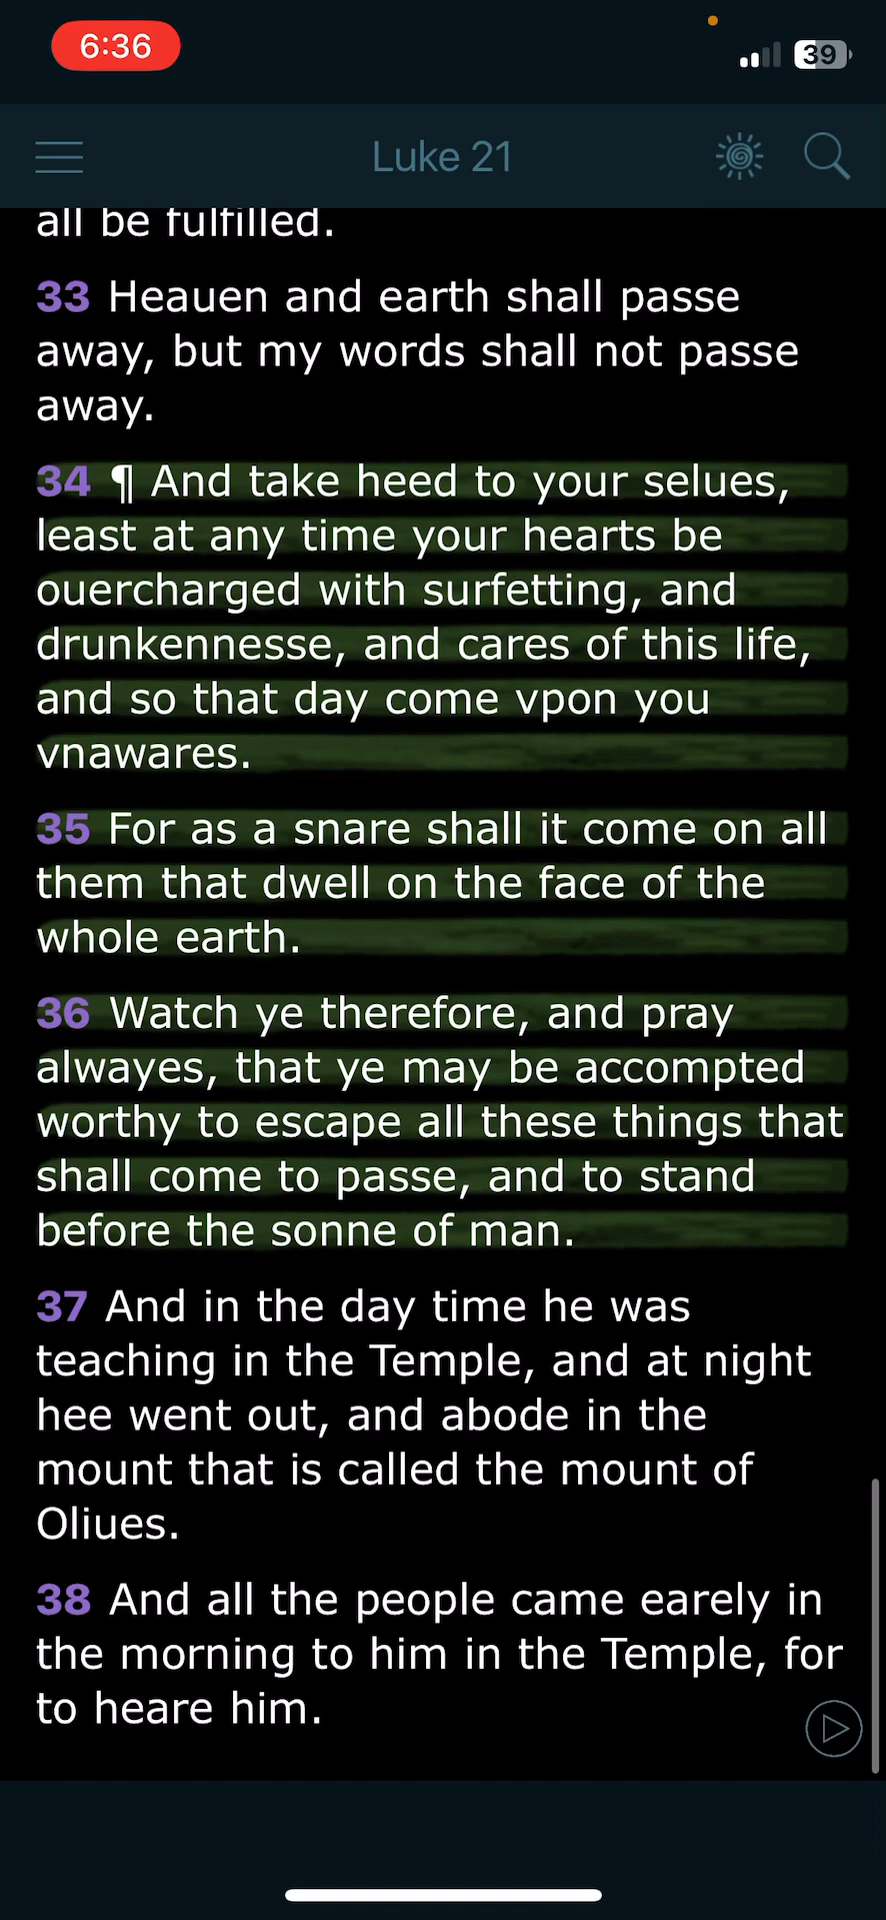 6:36
39
Luke 21
all be fulfilled.
33 Heauen and earth shall passe
away, but my words shall not passe
away.
34 ¶ And take heed to your selues,
least at any time your hearts be
ouercharged with surfetting, and
drunkennesse, and cares of this life,
and so that day come vpon you
vnawares.
35 For as a snare shall it come on all
them that dwell on the face of the
whole earth.
36 Watch ye therefore, and pray
alwayes, that ye may be accompted
worthy to escape all these things that
shall come to passe, and to stand
before the sonne of man.
37 And in the day time he was
teaching in the Temple, and at night
hee went out, and abode in the
mount that is called the mount of
Oliues.
38 And all the people came earely in
the morning to him in the Temple, for
to heare him.